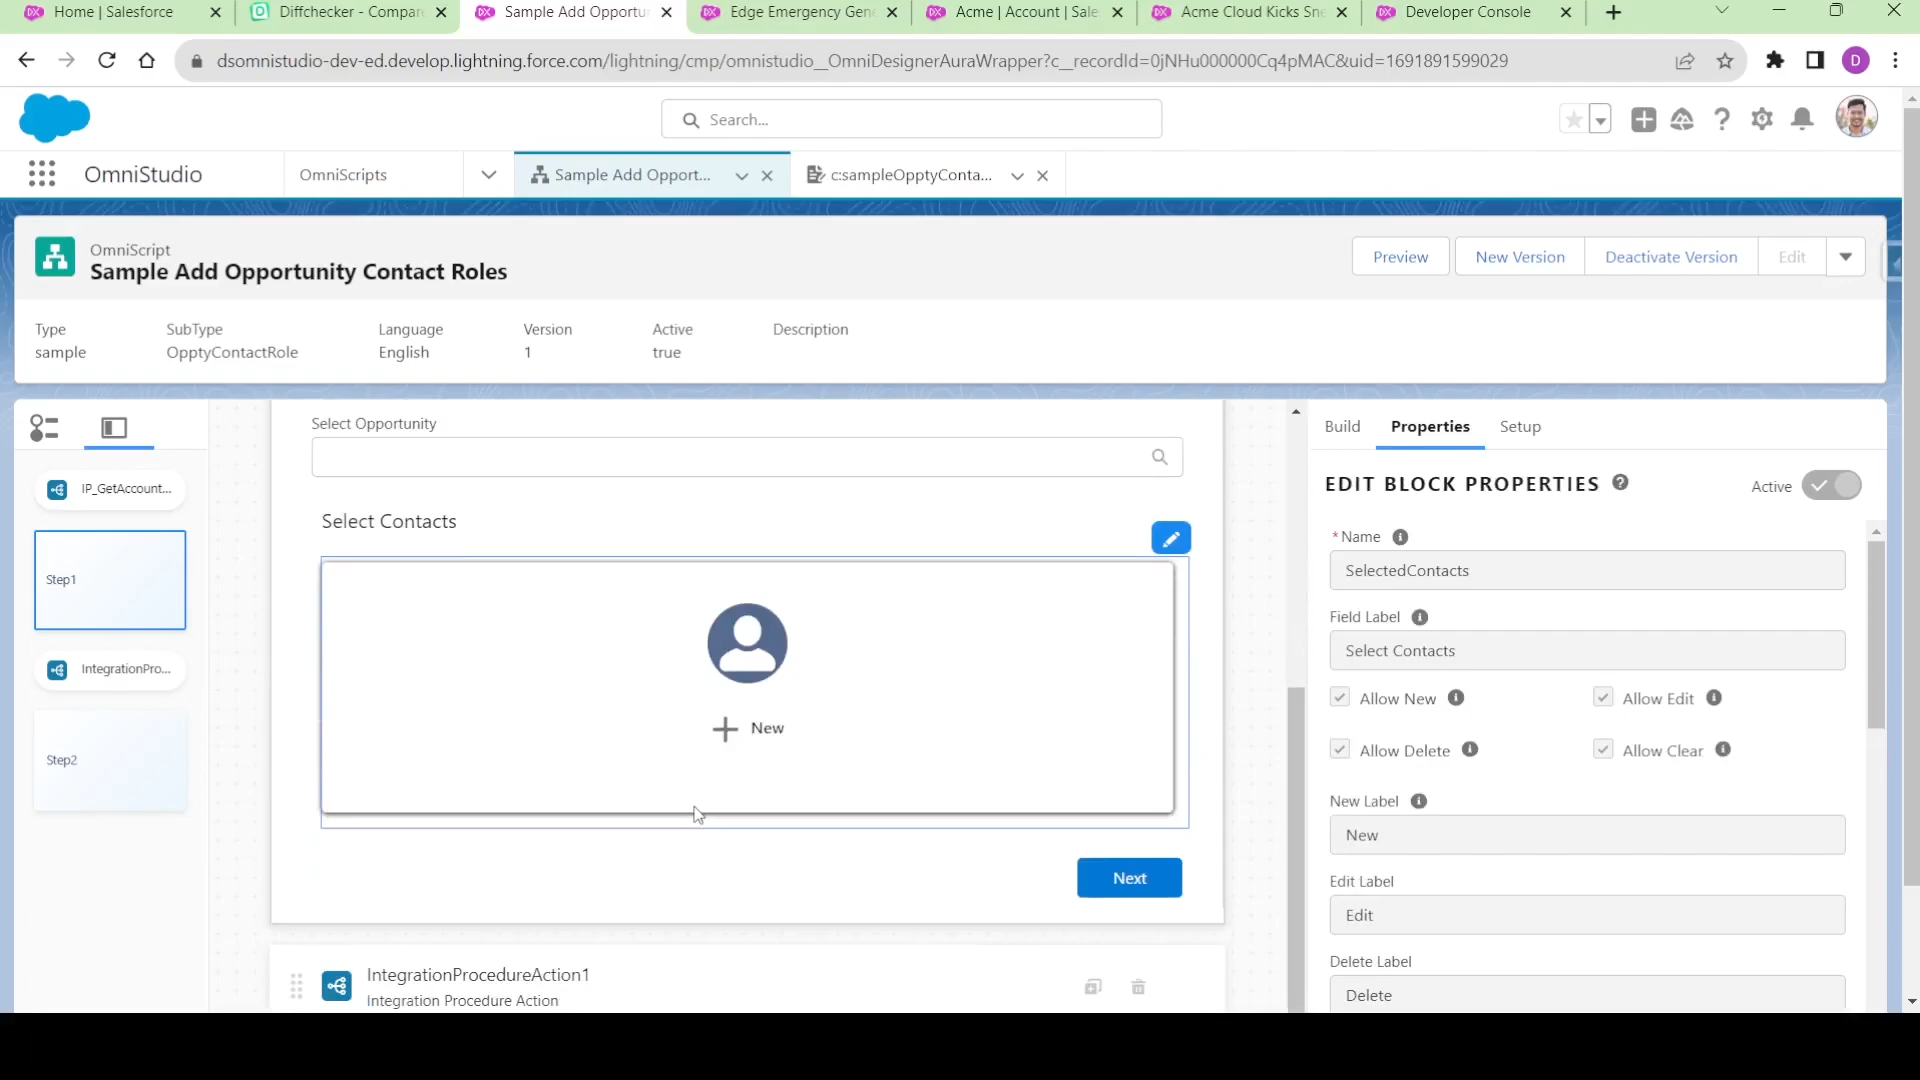 Home | Salesforce
Diffchecker - Compar
Sample Add Opportu
Edge Emergency Gen
Acme | Account | Sale
Acme Cloud Kicks Sne
Developer Console
dsomnistudio-dev-ed.develop.lightning.force.com/lightning/cmp/omnistudio__OmniDesignerAuraWrapper?c__recordId=0jNHu000000Cq4pMAC&uid=1691891599029
D
Search...
OmniStudio
OmniScripts
Sample Add Opport...
c:sampleOpptyConta...
OmniScript
Sample Add Opportunity Contact Roles
Preview
New Version
Deactivate Version
Edit
Type
SubType
Language
Version
Active
Description
sample
OpptyContactRole
English
1
true
IP_GetAccount...
Step1
IntegrationPro...
Step2
Select Opportunity
Select Contacts
New
Next
IntegrationProcedureAction1
Integration Procedure Action
Build
Properties
Setup
EDIT BLOCK PROPERTIES
Active
*Name
SelectedContacts
Field Label
Select Contacts
Allow New
Allow Edit
Allow Delete
Allow Clear
New Label
New
Edit Label
Edit
Delete Label
Delete